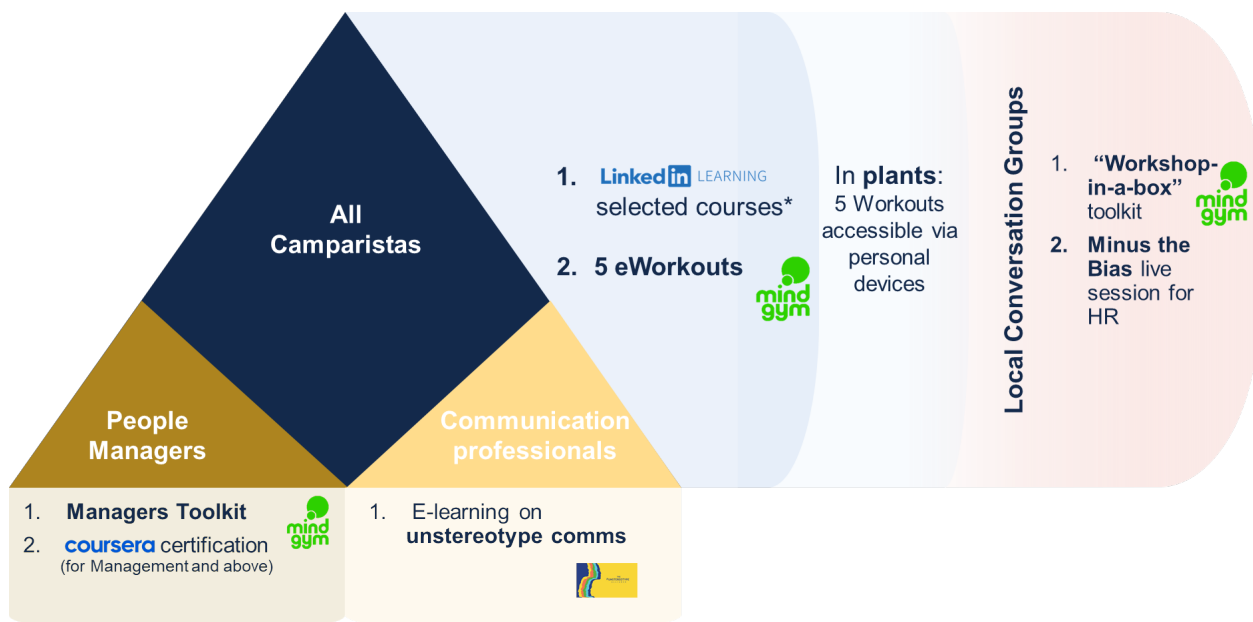 All
Camparistas
People
Managers
Communication
professionals
1. Managers Toolkit
2. coursera certification
(for Management and above)
mind
gym
1. E-learning on
unstereotype comms
1. Linked in LEARNING
selected courses*
2. 5 eWorkouts
mind
gym
In plants:
5 Workouts
accessible via
personal
devices
Local Conversation Groups
1. “Workshop-
in-a-box”
toolkit
2. Minus the
Bias live
session for
HR
mind
gym